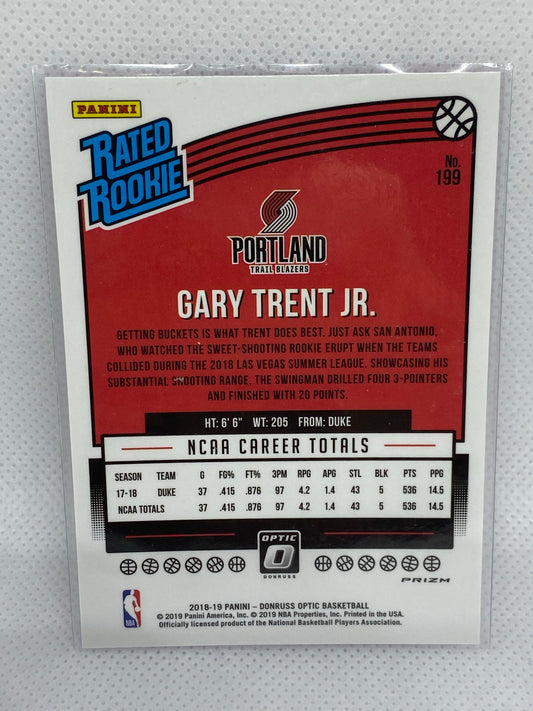 PANINI
RATED
ROOKIE
No.
199
PORTLAND
TRAIL BLAZERS
GARY TRENT JR.
GETTING BUCKETS IS WHAT TRENT DOES BEST. JUST ASK SAN ANTONIO,
WHO WATCHED THE SWEET-SHOOTING ROOKIE ERUPT WHEN THE TEAMS
COLLIDED DURING THE 2018 LAS VEGAS SUMMER LEAGUE. SHOWCASING HIS
SUBSTANTIAL SHOOTING RANGE, THE SWINGMAN DRILLED FOUR 3-POINTERS
AND FINISHED WITH 20 POINTS.
HT: 6' 6" WT: 205 FROM: DUKE
NCAA CAREER TOTALS
SEASON TEAM G FG% FT% 3PM RPG APG STL BLK PTS PPG
17-18 DUKE 37 .415 .876 97 4.2 1.4 43 5 536 14.5
NCAA TOTALS 37 .415 .876 97 4.2 1.4 43 5 536 14.5
OPTIC
DONRUSS
PRIZM
NBA
2018-19 PANINI – DONRUSS OPTIC BASKETBALL
© 2019 Panini America, Inc. © 2019 NBA Properties, Inc. Printed in the USA.
Officially licensed product of the National Basketball Players Association.